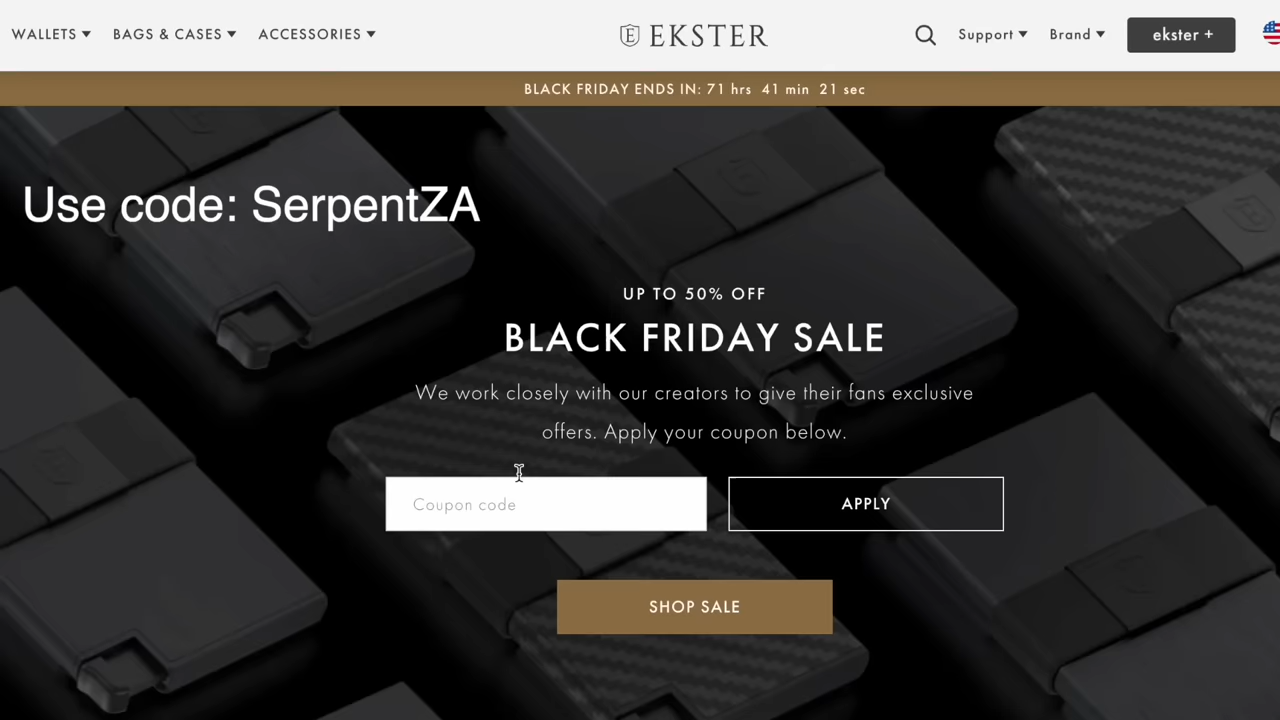 WALLETS BAGS & CASES ACCESSORIES EKSTER Support Brand ekster +
BLACK FRIDAY ENDS IN: 71 hrs 41 min 21 sec
Use code: SerpentZA
UP TO 50% OFF
BLACK FRIDAY SALE
We work closely with our creators to give their fans exclusive
offers. Apply your coupon below.
Coupon code APPLY
SHOP SALE